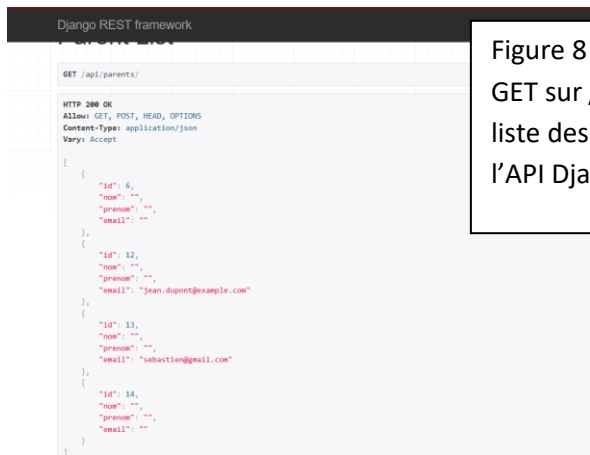 Django REST framework
Parent List
GET /api/parents/
HTTP 200 OK
Allow: GET, POST, HEAD, OPTIONS
Content-Type: application/json
Vary: Accept
[
{
"id": 6,
"nom": "",
"prenom": "",
"email": ""
},
{
"id": 12,
"nom": "",
"prenom": "",
"email": "jean.dupont@example.com"
},
{
"id": 13,
"nom": "",
"prenom": "",
"email": "sebastien@gmail.com"
},
{
"id": 14,
"nom": "",
"prenom": "",
"email": ""
}
]
Figure 8
GET sur
liste des
l’API Dja